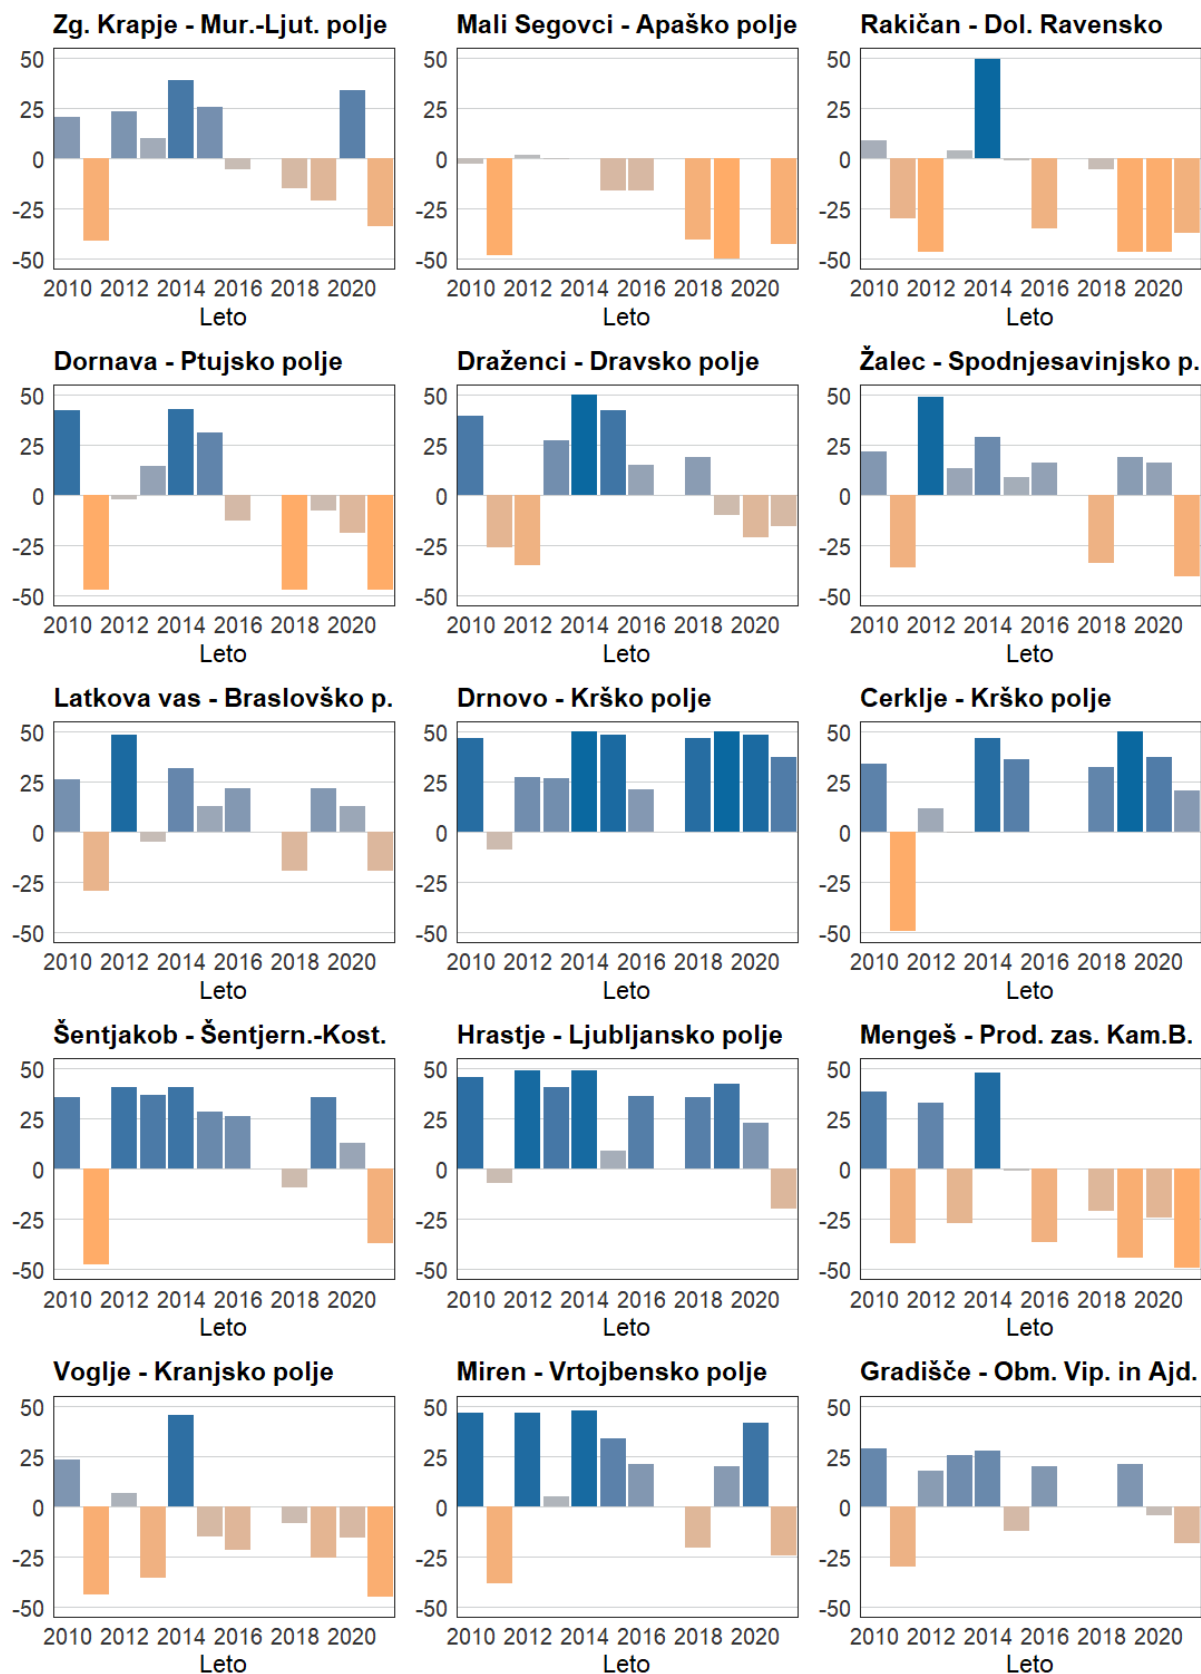 Zg. Krapje - Mur.-Ljut. polje
50
25
0
-25
-50
2010 2012 2014 2016 2018 2020
Leto
Mali Segovci - Apaško polje
50
25
0
-25
-50
2010 2012 2014 2016 2018 2020
Leto
Rakičan - Dol. Ravensko
50
25
0
-25
-50
2010 2012 2014 2016 2018 2020
Leto
Dornava - Ptujsko polje
50
25
0
-25
-50
2010 2012 2014 2016 2018 2020
Leto
Draženci - Dravsko polje
50
25
0
-25
-50
2010 2012 2014 2016 2018 2020
Leto
Žalec - Spodnjesavinjsko p.
50
25
0
-25
-50
2010 2012 2014 2016 2018 2020
Leto
Latkova vas - Braslovško p.
50
25
0
-25
-50
2010 2012 2014 2016 2018 2020
Leto
Drnovo - Krško polje
50
25
0
-25
-50
2010 2012 2014 2016 2018 2020
Leto
Cerklje - Krško polje
50
25
0
-25
-50
2010 2012 2014 2016 2018 2020
Leto
Šentjakob - Šentjern.-Kost.
50
25
0
-25
-50
2010 2012 2014 2016 2018 2020
Leto
Hrastje - Ljubljansko polje
50
25
0
-25
-50
2010 2012 2014 2016 2018 2020
Leto
Mengeš - Prod. zas. Kam.B.
50
25
0
-25
-50
2010 2012 2014 2016 2018 2020
Leto
Voglje - Kranjsko polje
50
25
0
-25
-50
2010 2012 2014 2016 2018 2020
Leto
Miren - Vrtojbensko polje
50
25
0
-25
-50
2010 2012 2014 2016 2018 2020
Leto
Gradišče - Obm. Vip. in Ajd.
50
25
0
-25
-50
2010 2012 2014 2016 2018 2020
Leto